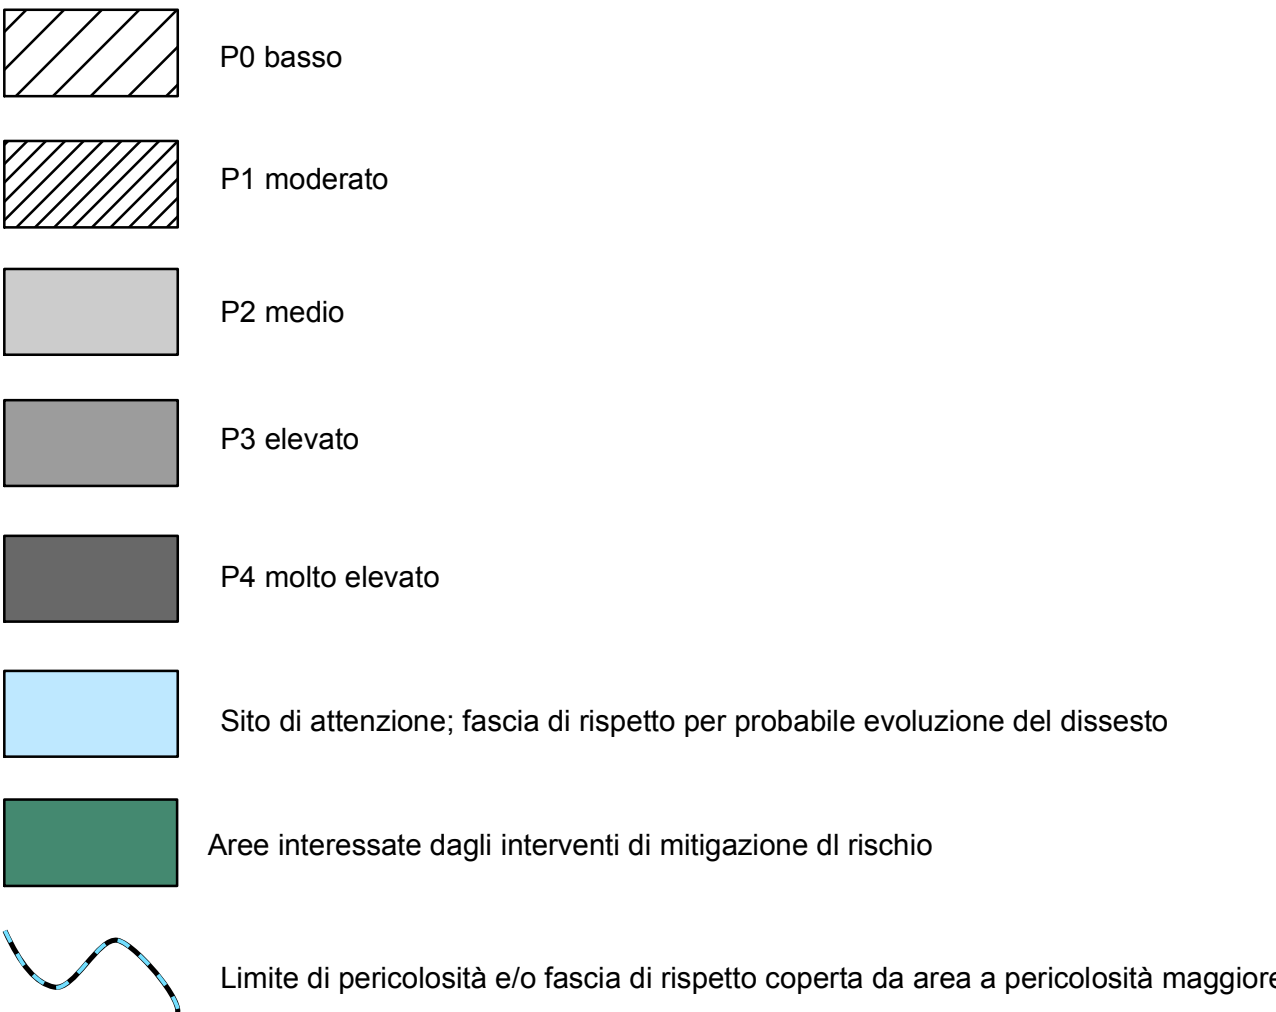 P0 basso
P1 moderato
P2 medio
P3 elevato
P4 molto elevato
Sito di attenzione; fascia di rispetto per probabile evoluzione del dissesto
Aree interessate dagli interventi di mitigazione dl rischio
Limite di pericolosità e/o fascia di rispetto coperta da area a pericolosità maggiore